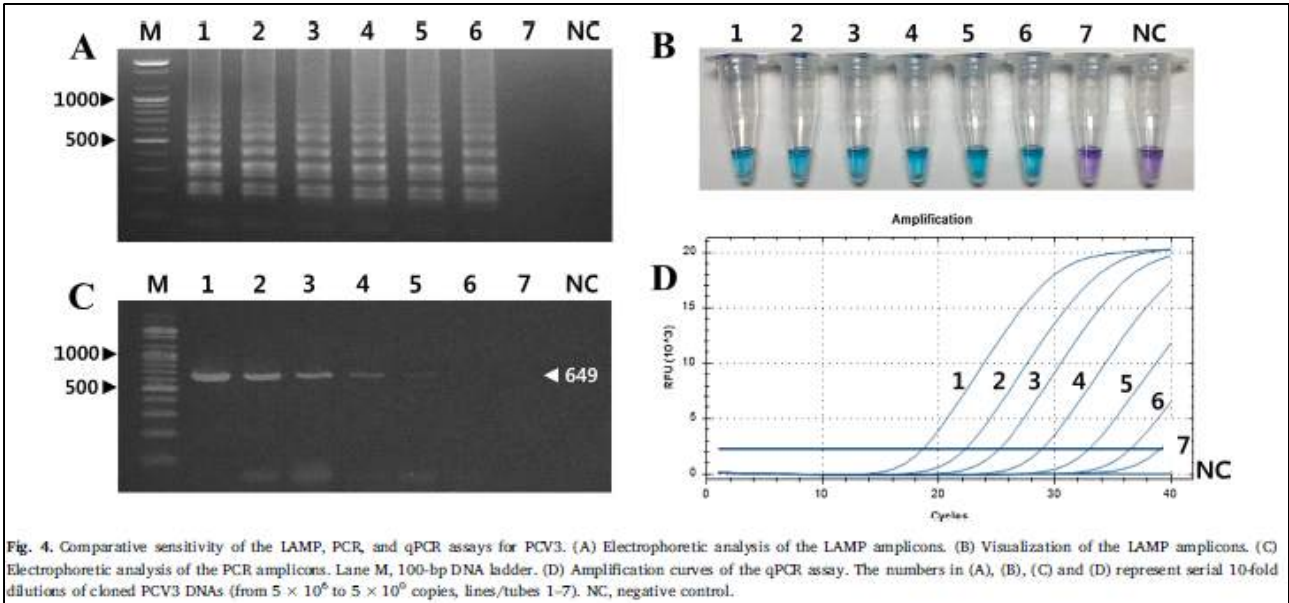 A M 1 2 3 4 5 6 7 NC
1000
500
B 1 2 3 4 5 6 7 NC
C M 1 2 3 4 5 6 7 NC
1000
500
649
Amplification
D
RFU (10^3)
20
15
10
5
0
1 2 3 4 5 6 7 NC
0 10 20 30 40
Cycles
Fig. 4. Comparative sensitivity of the LAMP, PCR, and qPCR assays for PCV3. (A) Electrophoretic analysis of the LAMP amplicons. (B) Visualization of the LAMP amplicons. (C)
Electrophoretic analysis of the PCR amplicons. Lane M, 100-bp DNA ladder. (D) Amplification curves of the qPCR assay. The numbers in (A), (B), (C) and (D) represent serial 10-fold
dilutions of cloned PCV3 DNAs (from 5 × 10⁶ to 5 × 10⁰ copies, lines/tubes 1–7). NC, negative control.